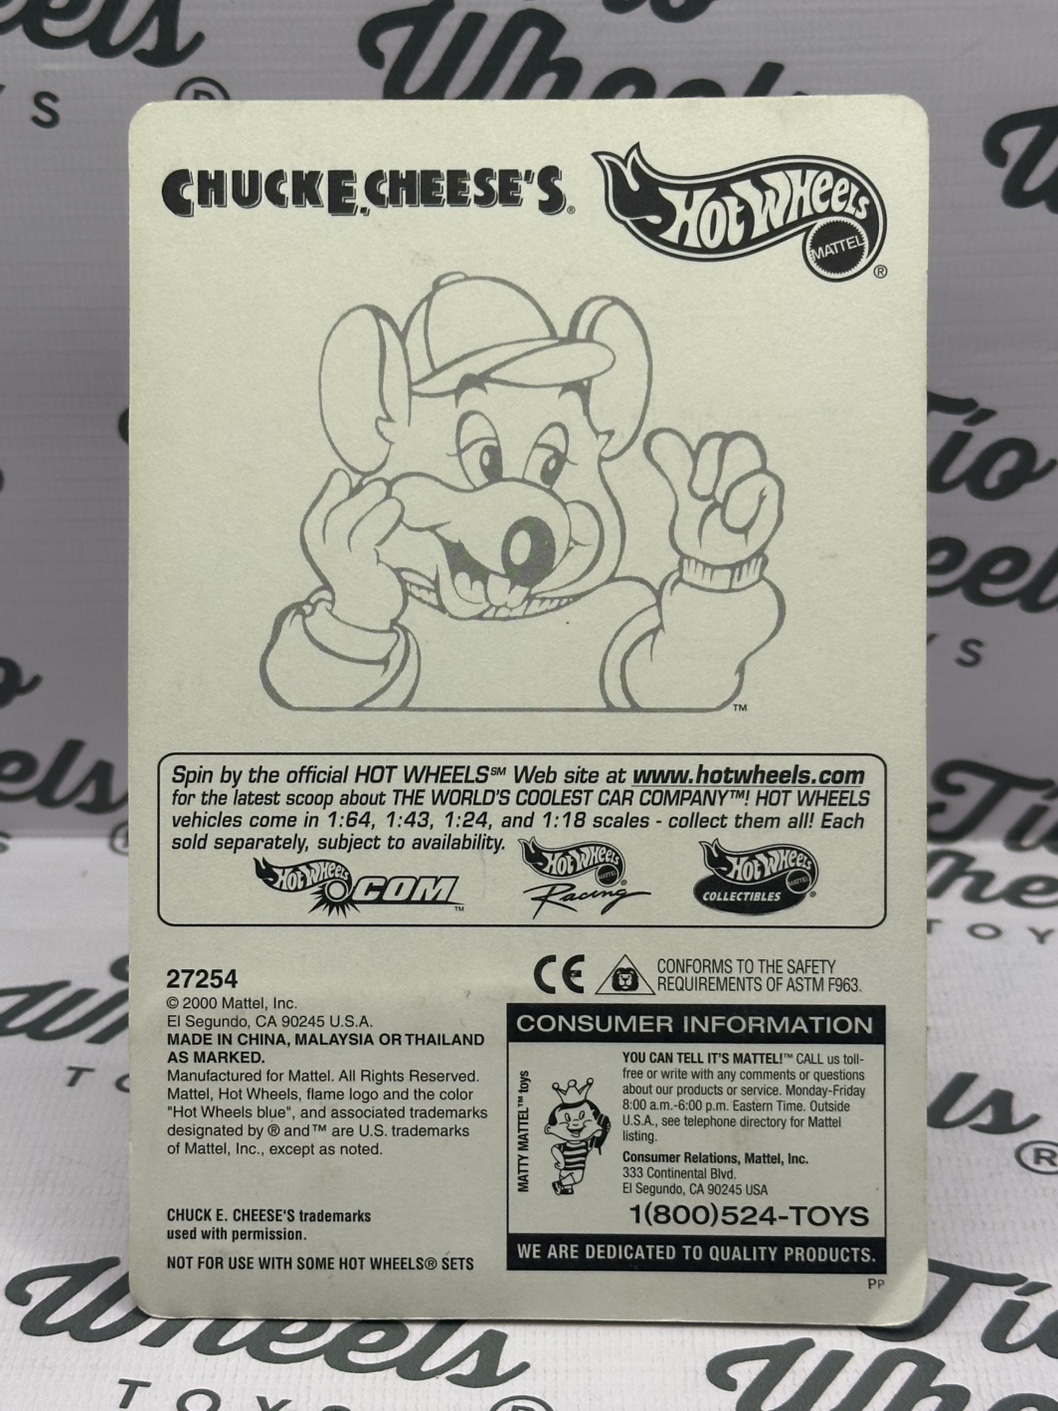 CHUCK E. CHEESE'S®
HOT WHEELS
MATTEL
®
TM
Spin by the official HOT WHEELS℠ Web site at www.hotwheels.com
for the latest scoop about THE WORLD'S COOLEST CAR COMPANY™! HOT WHEELS
vehicles come in 1:64, 1:43, 1:24, and 1:18 scales - collect them all! Each
sold separately, subject to availability.
HOT WHEELS .COM™
HOT WHEELS MATTEL ® Racing
HOT WHEELS MATTEL ® COLLECTIBLES
27254
© 2000 Mattel, Inc.
El Segundo, CA 90245 U.S.A.
MADE IN CHINA, MALAYSIA OR THAILAND
AS MARKED.
Manufactured for Mattel. All Rights Reserved.
Mattel, Hot Wheels, flame logo and the color
"Hot Wheels blue", and associated trademarks
designated by ® and ™ are U.S. trademarks
of Mattel, Inc., except as noted.
CHUCK E. CHEESE'S trademarks
used with permission.
NOT FOR USE WITH SOME HOT WHEELS® SETS
CE
CONFORMS TO THE SAFETY
REQUIREMENTS OF ASTM F963.
CONSUMER INFORMATION
MATTY MATTEL™ toys
YOU CAN TELL IT'S MATTEL!™ CALL us toll-
free or write with any comments or questions
about our products or service. Monday-Friday
8:00 a.m.-6:00 p.m. Eastern Time. Outside
U.S.A., see telephone directory for Mattel
listing.
Consumer Relations, Mattel, Inc.
333 Continental Blvd.
El Segundo, CA 90245 USA
1(800)524-TOYS
WE ARE DEDICATED TO QUALITY PRODUCTS.
PP
Tío
Wheels
TOYS
®